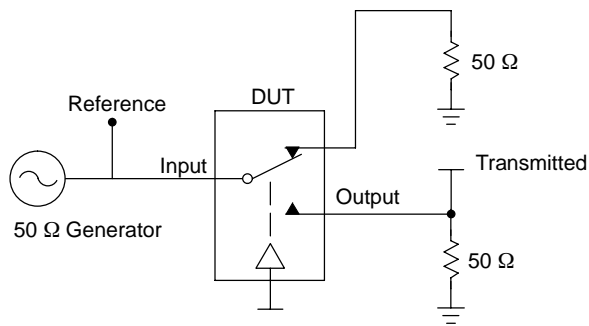 50 Ω
Reference
DUT
Input
Transmitted
Output
50 Ω Generator
50 Ω